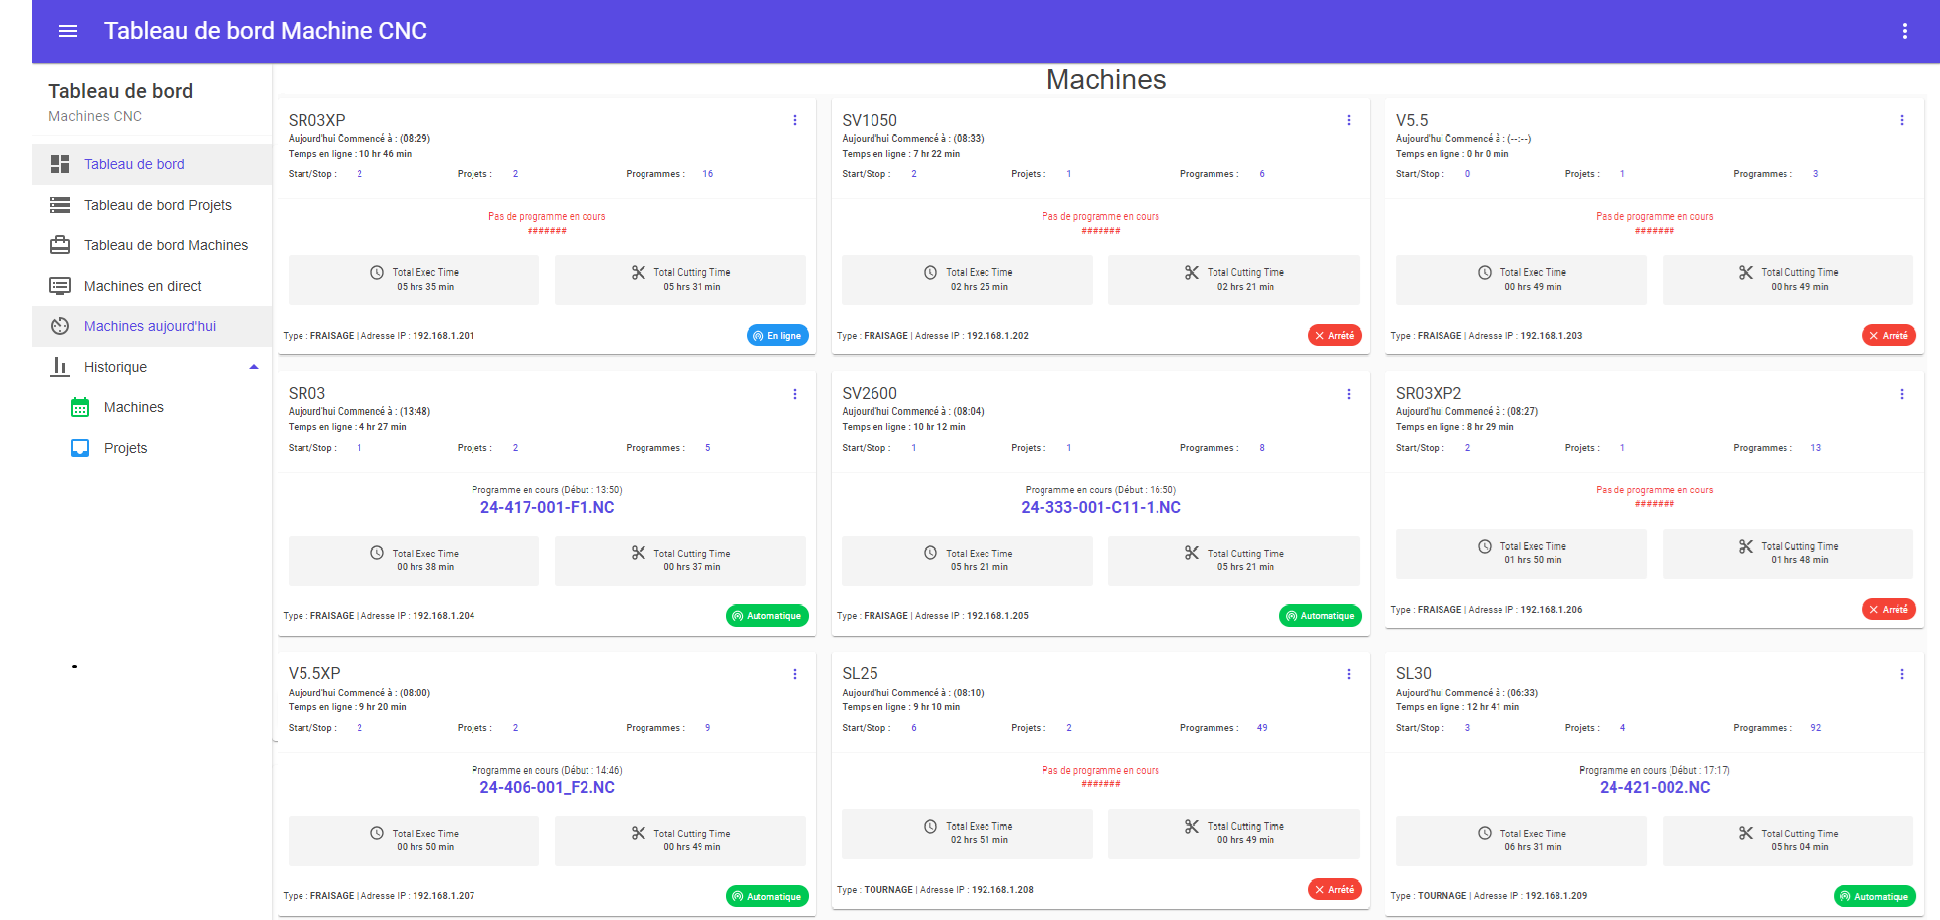 Tableau de bord Machine CNC
Tableau de bord
Machines CNC
Tableau de bord
Tableau de bord Projets
Tableau de bord Machines
Machines en direct
Machines aujourd'hui
Historique
Machines
Projets
Machines
SR03XP
Aujourd'hui Commencé à : (08:29)
Temps en ligne : 10 hr 46 min
Start/Stop : 2 Projets : 2 Programmes : 16
Pas de programme en cours
#######
Total Exec Time
05 hrs 35 min
Total Cutting Time
05 hrs 31 min
Type : FRAISAGE | Adresse IP : 192.168.1.201
En ligne
SV1050
Aujourd'hui Commencé à : (08:33)
Temps en ligne : 7 hr 22 min
Start/Stop : 2 Projets : 1 Programmes : 6
Pas de programme en cours
#######
Total Exec Time
02 hrs 25 min
Total Cutting Time
02 hrs 21 min
Type : FRAISAGE | Adresse IP : 192.168.1.202
Arrêté
V5.5
Aujourd'hui Commencé à : (--:--)
Temps en ligne : 0 hr 0 min
Start/Stop : 0 Projets : 1 Programmes : 3
Pas de programme en cours
#######
Total Exec Time
00 hrs 49 min
Total Cutting Time
00 hrs 49 min
Type : FRAISAGE | Adresse IP : 192.168.1.203
Arrêté
SR03
Aujourd'hui Commencé à : (13:48)
Temps en ligne : 4 hr 27 min
Start/Stop : 1 Projets : 2 Programmes : 5
Programme en cours (Début : 13:50)
24-417-001-F1.NC
Total Exec Time
00 hrs 38 min
Total Cutting Time
00 hrs 37 min
Type : FRAISAGE | Adresse IP : 192.168.1.204
Automatique
SV2600
Aujourd'hui Commencé à : (08:04)
Temps en ligne : 10 hr 12 min
Start/Stop : 1 Projets : 1 Programmes : 8
Programme en cours (Début : 16:50)
24-333-001-C11-1.NC
Total Exec Time
05 hrs 21 min
Total Cutting Time
05 hrs 21 min
Type : FRAISAGE | Adresse IP : 192.168.1.205
Automatique
SR03XP2
Aujourd'hui Commencé à : (08:27)
Temps en ligne : 8 hr 29 min
Start/Stop : 2 Projets : 1 Programmes : 13
Pas de programme en cours
#######
Total Exec Time
01 hrs 50 min
Total Cutting Time
01 hrs 48 min
Type : FRAISAGE | Adresse IP : 192.168.1.206
Arrêté
V5.5XP
Aujourd'hui Commencé à : (08:00)
Temps en ligne : 9 hr 20 min
Start/Stop : 2 Projets : 2 Programmes : 9
Programme en cours (Début : 14:46)
24-406-001_F2.NC
Total Exec Time
00 hrs 50 min
Total Cutting Time
00 hrs 49 min
Type : FRAISAGE | Adresse IP : 192.168.1.207
Automatique
SL25
Aujourd'hui Commencé à : (08:10)
Temps en ligne : 9 hr 10 min
Start/Stop : 6 Projets : 2 Programmes : 49
Pas de programme en cours
#######
Total Exec Time
02 hrs 51 min
Total Cutting Time
00 hrs 49 min
Type : TOURNAGE | Adresse IP : 192.168.1.208
Arrêté
SL30
Aujourd'hui Commencé à : (06:33)
Temps en ligne : 12 hr 41 min
Start/Stop : 3 Projets : 4 Programmes : 92
Programme en cours (Début : 17:17)
24-421-002.NC
Total Exec Time
06 hrs 31 min
Total Cutting Time
05 hrs 04 min
Type : TOURNAGE | Adresse IP : 192.168.1.209
Automatique